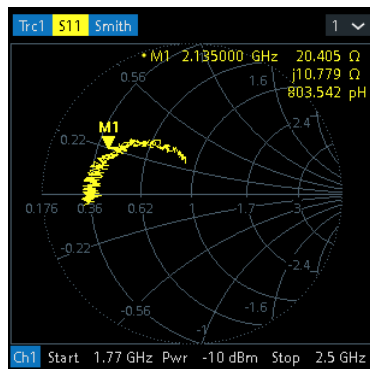 Trc1 S11 Smith 1
• M1 2.135000 GHz 20.405 Ω
j10.779 Ω
803.542 pH
0.56 1.6
M1
0.22 2.4
0.176 0.36 0.62 1 1.7 3
-0.22 -2.4
-0.56 -1.6
-1
Ch1 Start 1.77 GHz Pwr -10 dBm Stop 2.5 GHz